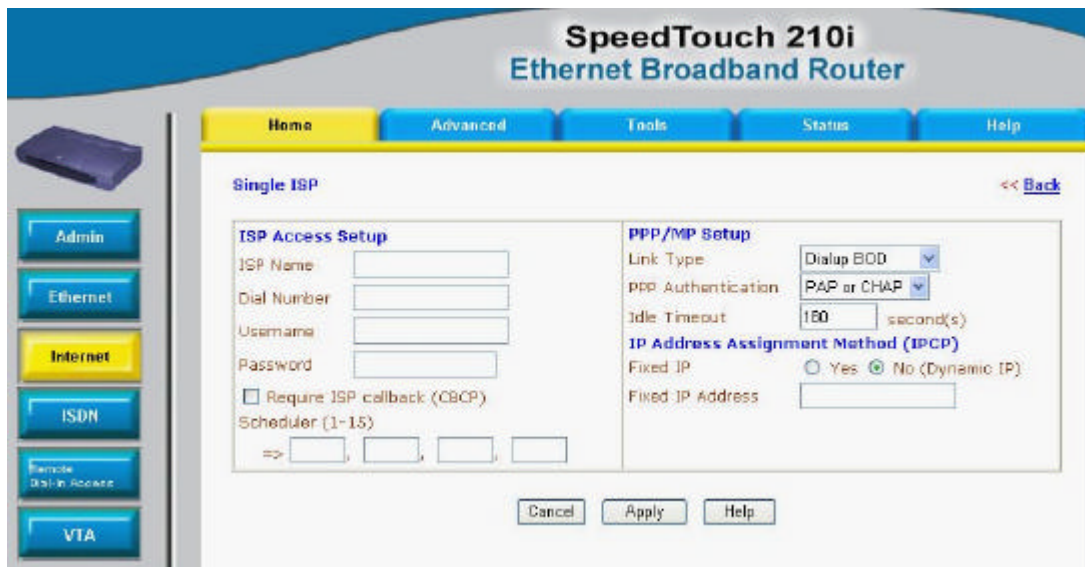 SpeedTouch 210i
Ethernet Broadband Router
Home Advanced Tools Status Help
Single ISP << Back
Admin
Ethernet
Internet
ISDN
Remote
Dial-In Access
VTA
ISP Access Setup
ISP Name
Dial Number
Username
Password
Require ISP callback (CBCP)
Scheduler (1-15)
=> , , ,
PPP/MP Setup
Link Type Dialup BOD
PPP Authentication PAP or CHAP
Idle Timeout 180 second(s)
IP Address Assignment Method (IPCP)
Fixed IP Yes No (Dynamic IP)
Fixed IP Address
Cancel Apply Help